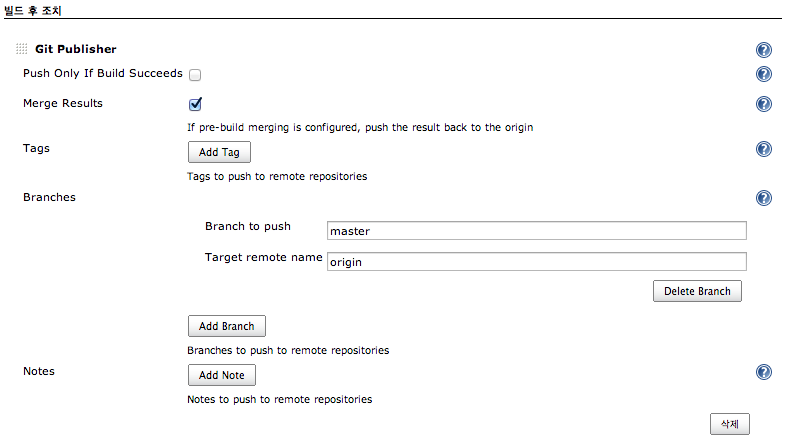 빌드 후 조치
Git Publisher
Push Only If Build Succeeds
Merge Results
If pre-build merging is configured, push the result back to the origin
Tags
Add Tag
Tags to push to remote repositories
Branches
Branch to push
master
Target remote name
origin
Delete Branch
Add Branch
Branches to push to remote repositories
Notes
Add Note
Notes to push to remote repositories
삭제